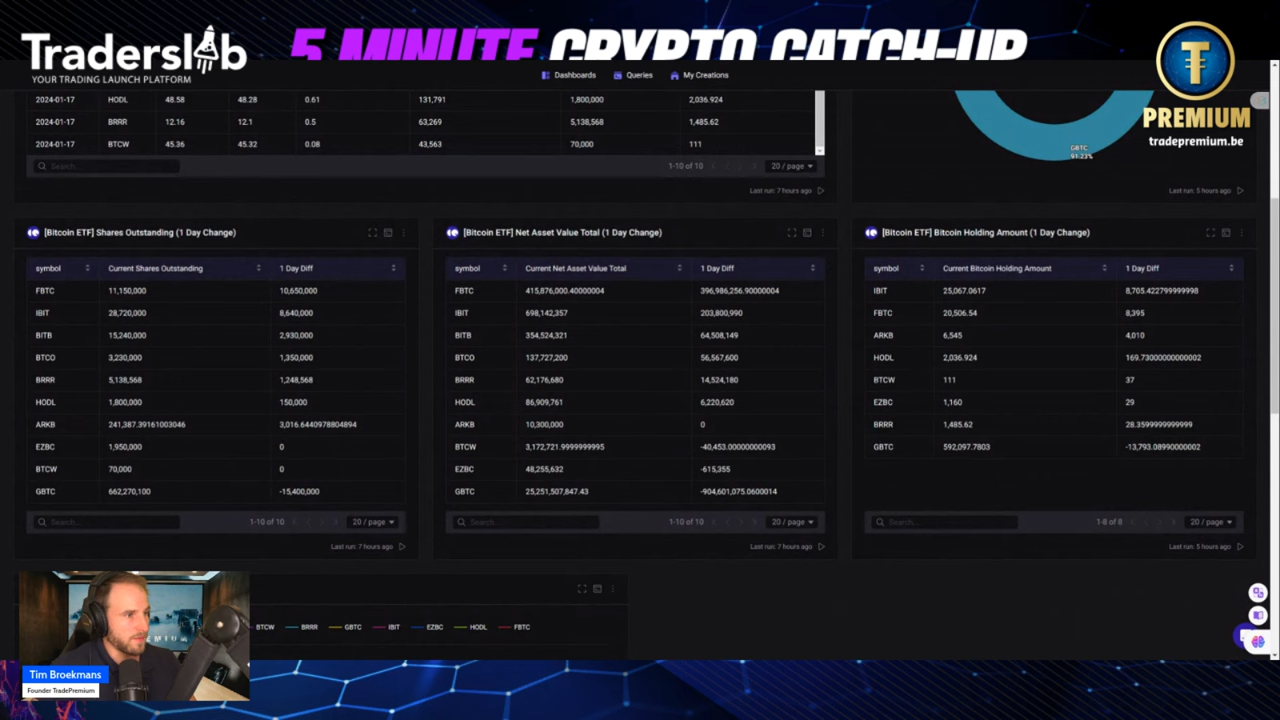 Traderslab
YOUR TRADING LAUNCH PLATFORM
5 MINUTE CRYPTO CATCH-UP
PREMIUM
tradepremium.be
Dashboards Queries My Creations
2024-01-17 HODL 48.58 48.28 0.61 131,791 1,800,000 2,036.924
2024-01-17 BRRR 12.16 12.1 0.5 63,269 5,138,568 1,485.62
2024-01-17 BTCW 45.36 45.32 0.08 43,563 70,000 111
Search 1-10 of 10 20 / page
Last run: 7 hours ago
GBTC
91.23%
Last run: 5 hours ago
[Bitcoin ETF] Shares Outstanding (1 Day Change)
symbol Current Shares Outstanding 1 Day Diff
FBTC 11,150,000 10,650,000
IBIT 28,720,000 8,640,000
BITB 15,240,000 2,930,000
BTCO 3,230,000 1,350,000
BRRR 5,138,568 1,248,568
HODL 1,800,000 150,000
ARKB 241,387.39161003046 3,016.6440978804894
EZBC 1,950,000 0
BTCW 70,000 0
GBTC 662,270,100 -15,400,000
Search... 1-10 of 10 20 / page
Last run: 7 hours ago
[Bitcoin ETF] Net Asset Value Total (1 Day Change)
symbol Current Net Asset Value Total 1 Day Diff
FBTC 415,876,000.40000004 396,986,256.90000004
IBIT 698,142,357 203,800,990
BITB 354,524,321 64,508,149
BTCO 137,727,200 56,567,600
BRRR 62,176,680 14,524,180
HODL 86,909,761 6,220,620
ARKB 10,300,000 0
BTCW 3,172,721.9999999995 -40,453.00000000093
EZBC 48,255,632 -615,355
GBTC 25,251,507,847.43 -904,601,075.0600014
Search... 1-10 of 10 20 / page
Last run: 7 hours ago
[Bitcoin ETF] Bitcoin Holding Amount (1 Day Change)
symbol Current Bitcoin Holding Amount 1 Day Diff
IBIT 25,067.0617 8,705.422799999998
FBTC 20,506.54 8,395
ARKB 6,545 4,010
HODL 2,036.924 169.73000000000002
BTCW 111 37
EZBC 1,160 29
BRRR 1,485.62 28.3599999999999
GBTC 592,097.7803 -13,793.08990000002
Search... 1-8 of 8 20 / page
Last run: 5 hours ago
BTCW BRRR GBTC IBIT EZBC HODL FBTC
Tim Broekmans
Founder TradePremium